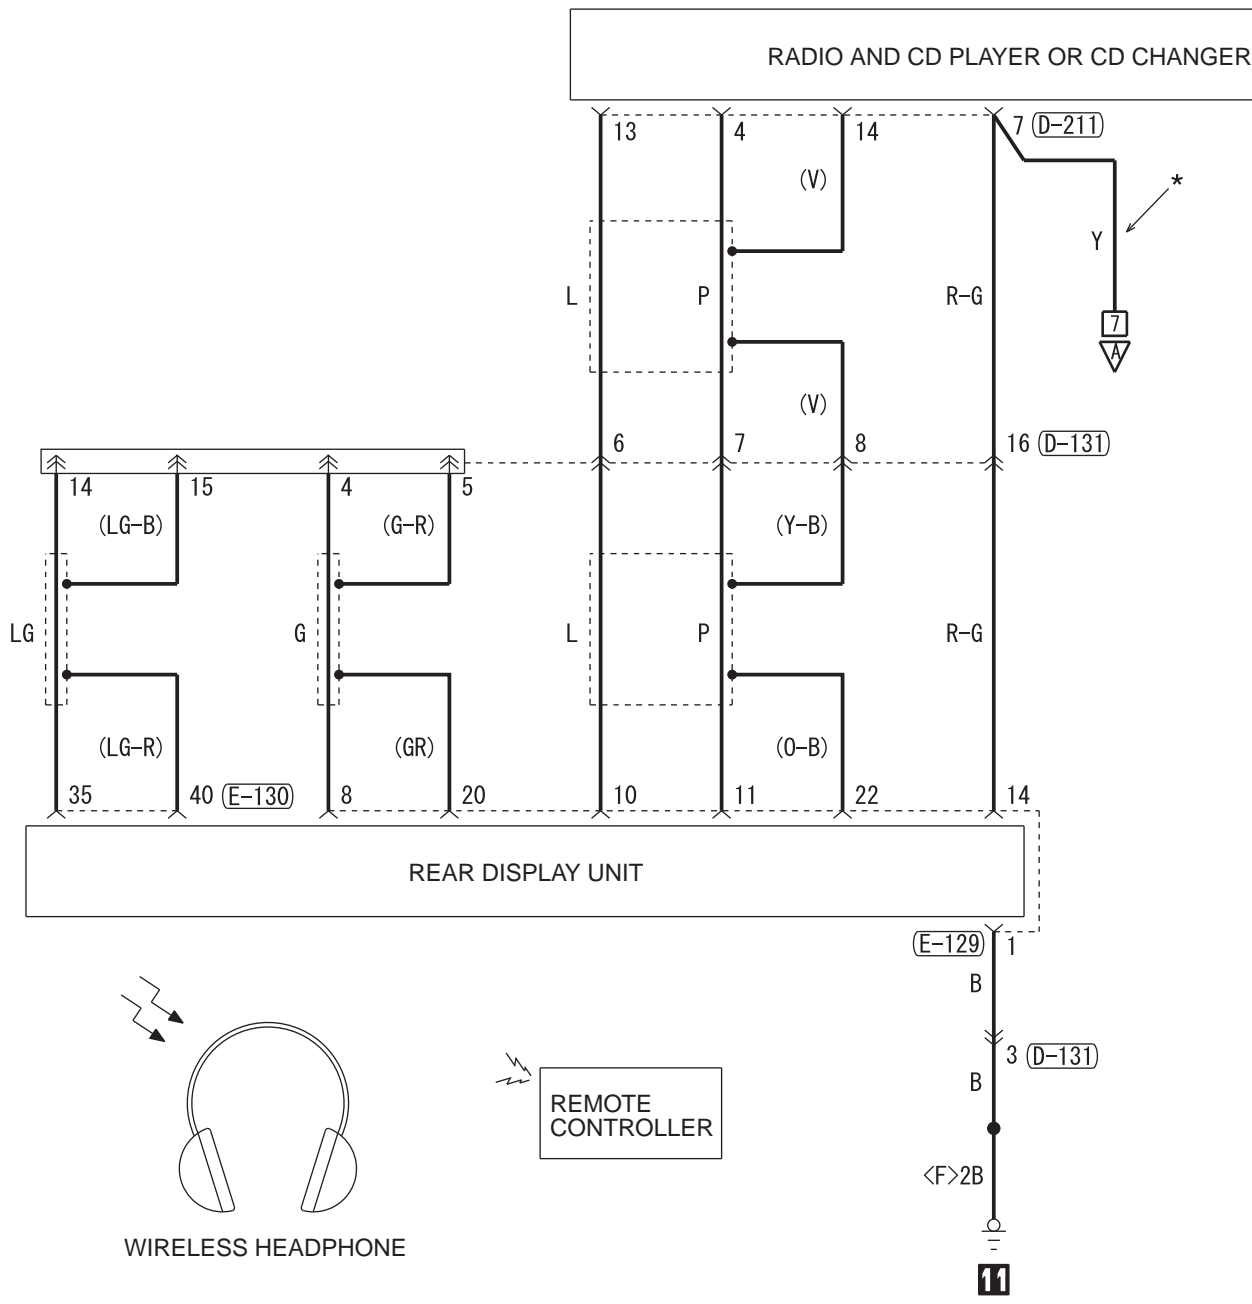 RADIO AND CD PLAYER OR CD CHANGER
13 4 14 7 (D-211)
(V) *
Y
L P R-G
7
A
(V)
6 7 8 16 (D-131)
14 15 4 5
(LG-B) (G-R) (Y-B)
LG G L P R-G
(LG-R) (GR) (O-B)
35 40 (E-130) 8 20 10 11 22 14
REAR DISPLAY UNIT
(E-129) 1
B
3 (D-131)
B
REMOTE
CONTROLLER
<F>2B
WIRELESS HEADPHONE
11